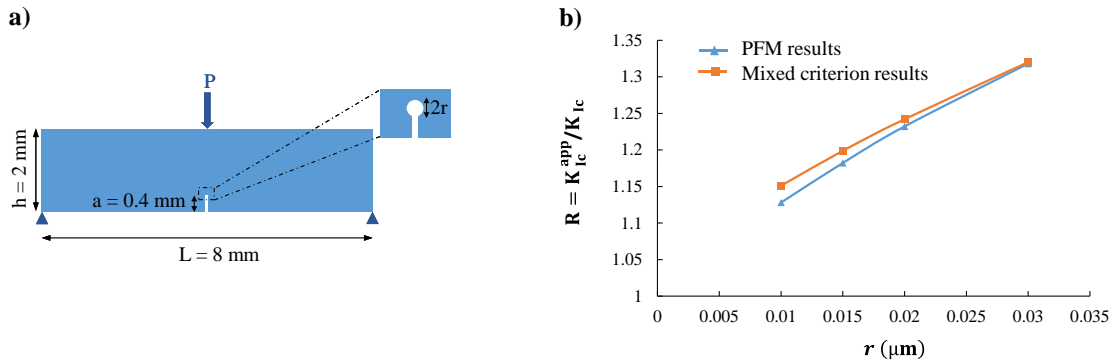 a)
P
2r
h = 2 mm
a = 0.4 mm
L = 8 mm
b)
PFM results
Mixed criterion results
R = K_Ic^app/K_Ic
1.35
1.3
1.25
1.2
1.15
1.1
1.05
1
0
0.005
0.01
0.015
0.02
0.025
0.03
0.035
r (μm)